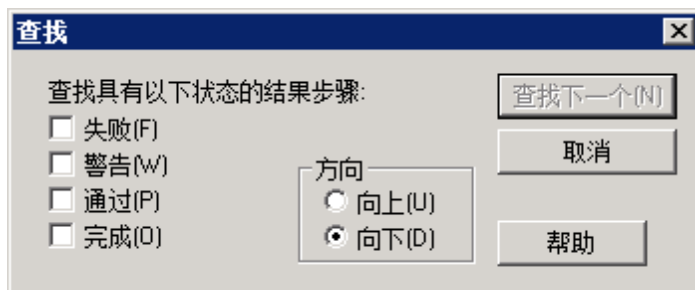 查找
查找具有以下状态的结果步骤:
失败(F)
警告(W)
通过(P)
完成(O)
方向
向上(U)
向下(D)
查找下一个(N)
取消
帮助